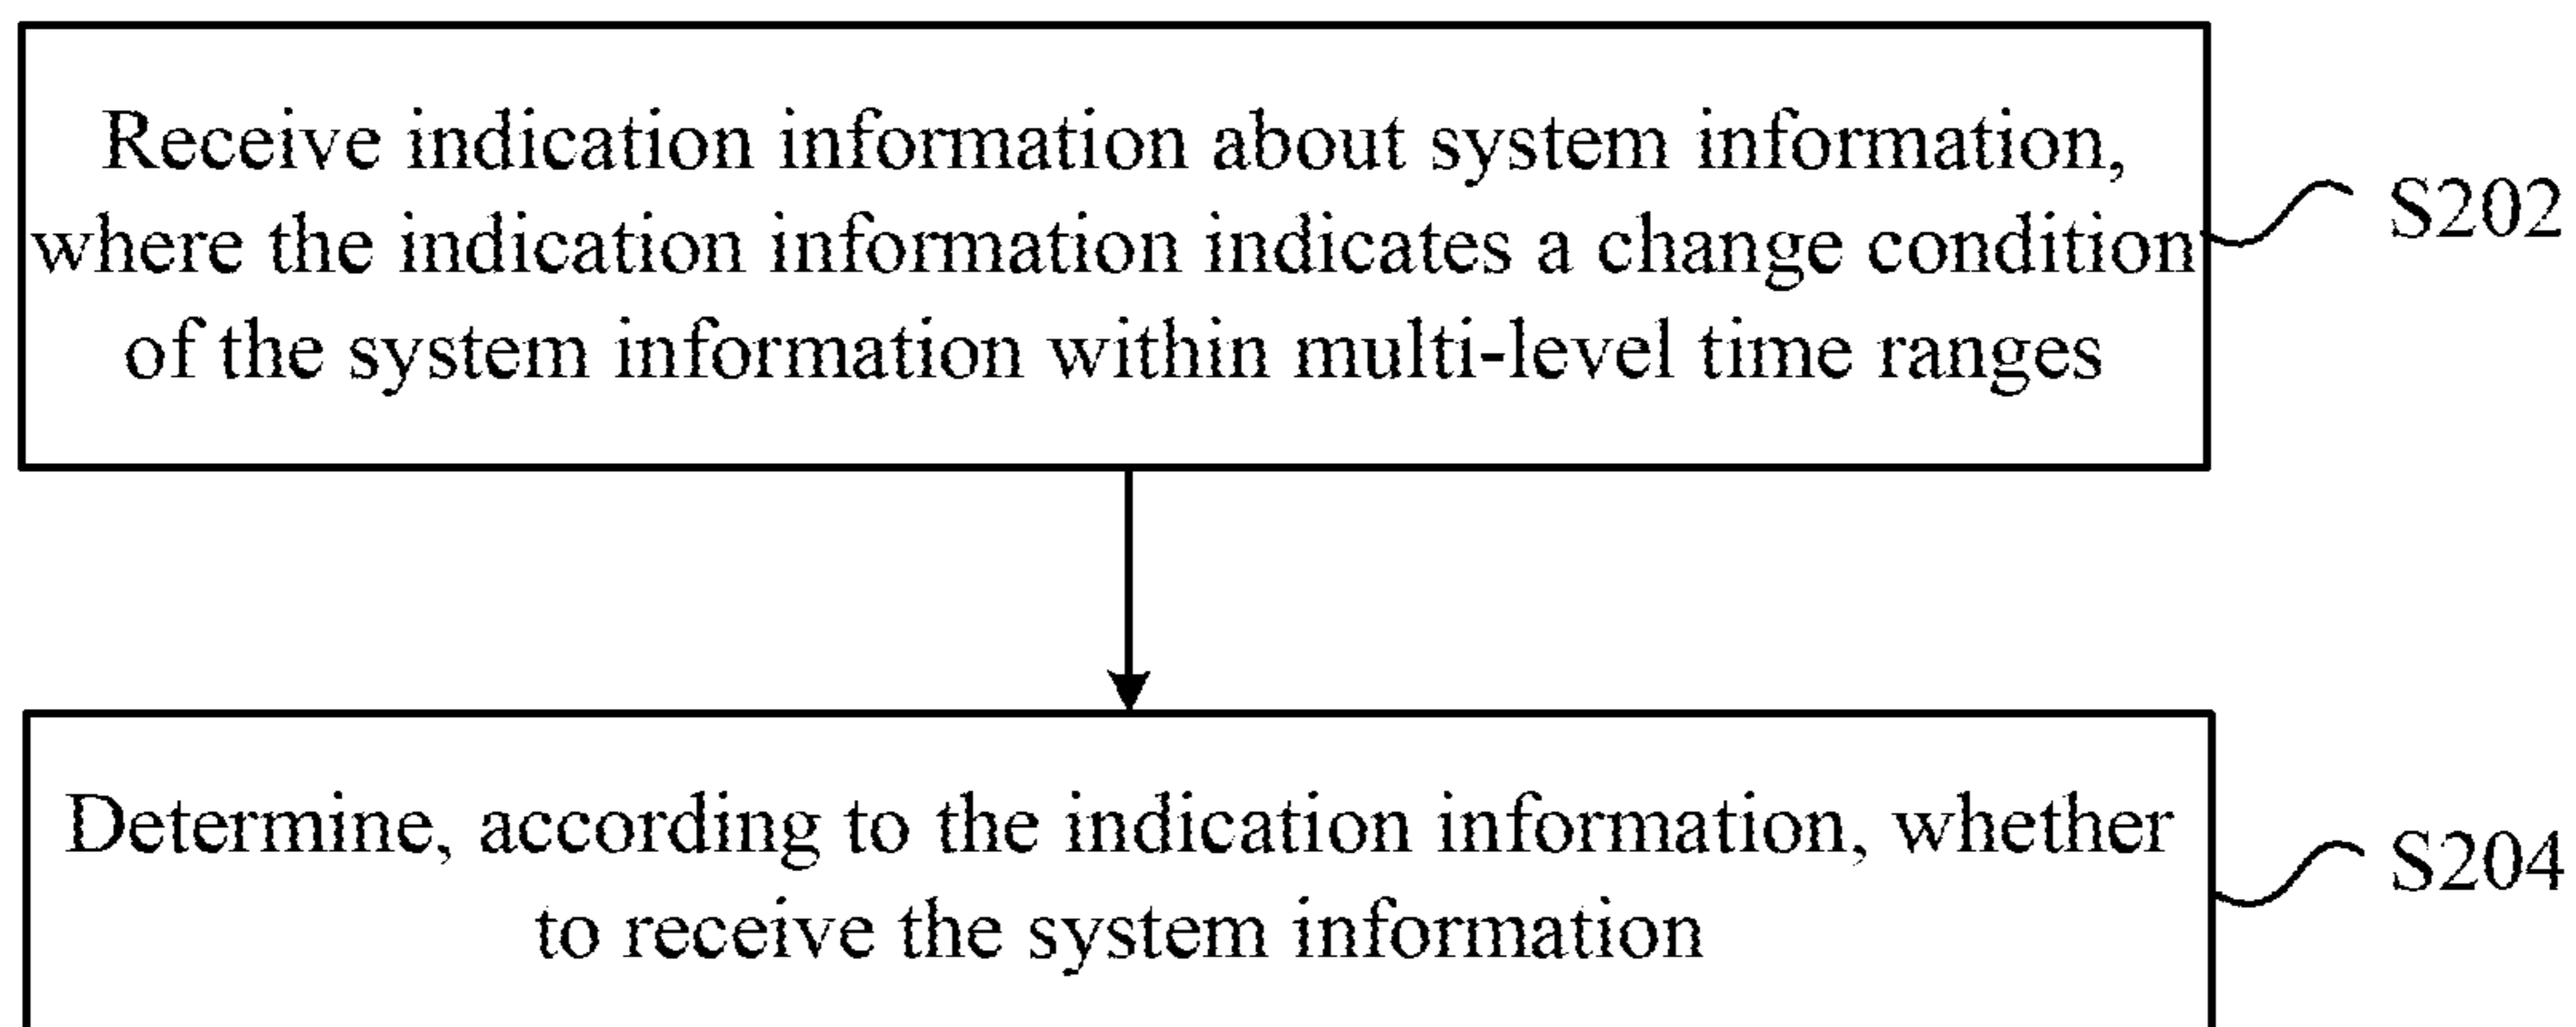 Receive indication information about system information,
where the indication information indicates a change condition
of the system information within multi-level time ranges
S202
Determine, according to the indication information, whether
to receive the system information
S204